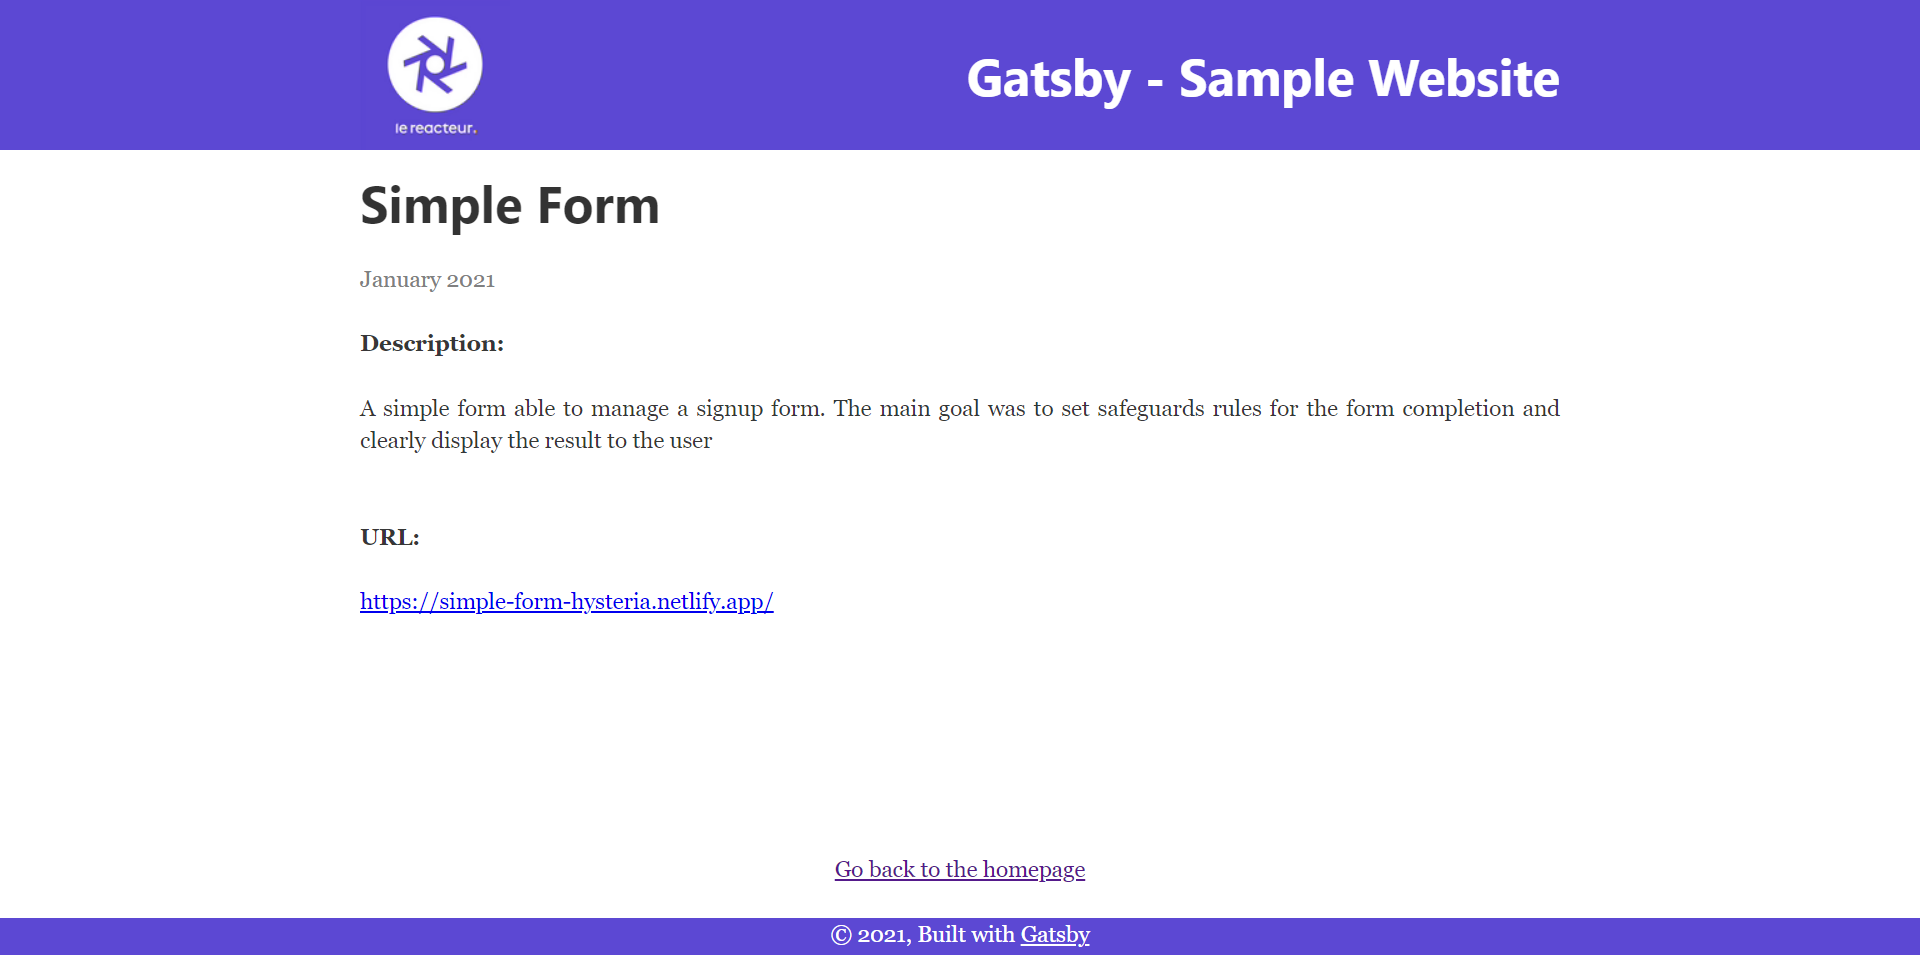 le reacteur.
Gatsby - Sample Website
Simple Form
January 2021
Description:
A simple form able to manage a signup form. The main goal was to set safeguards rules for the form completion and
clearly display the result to the user
URL:
https://simple-form-hysteria.netlify.app/
Go back to the homepage
© 2021, Built with Gatsby